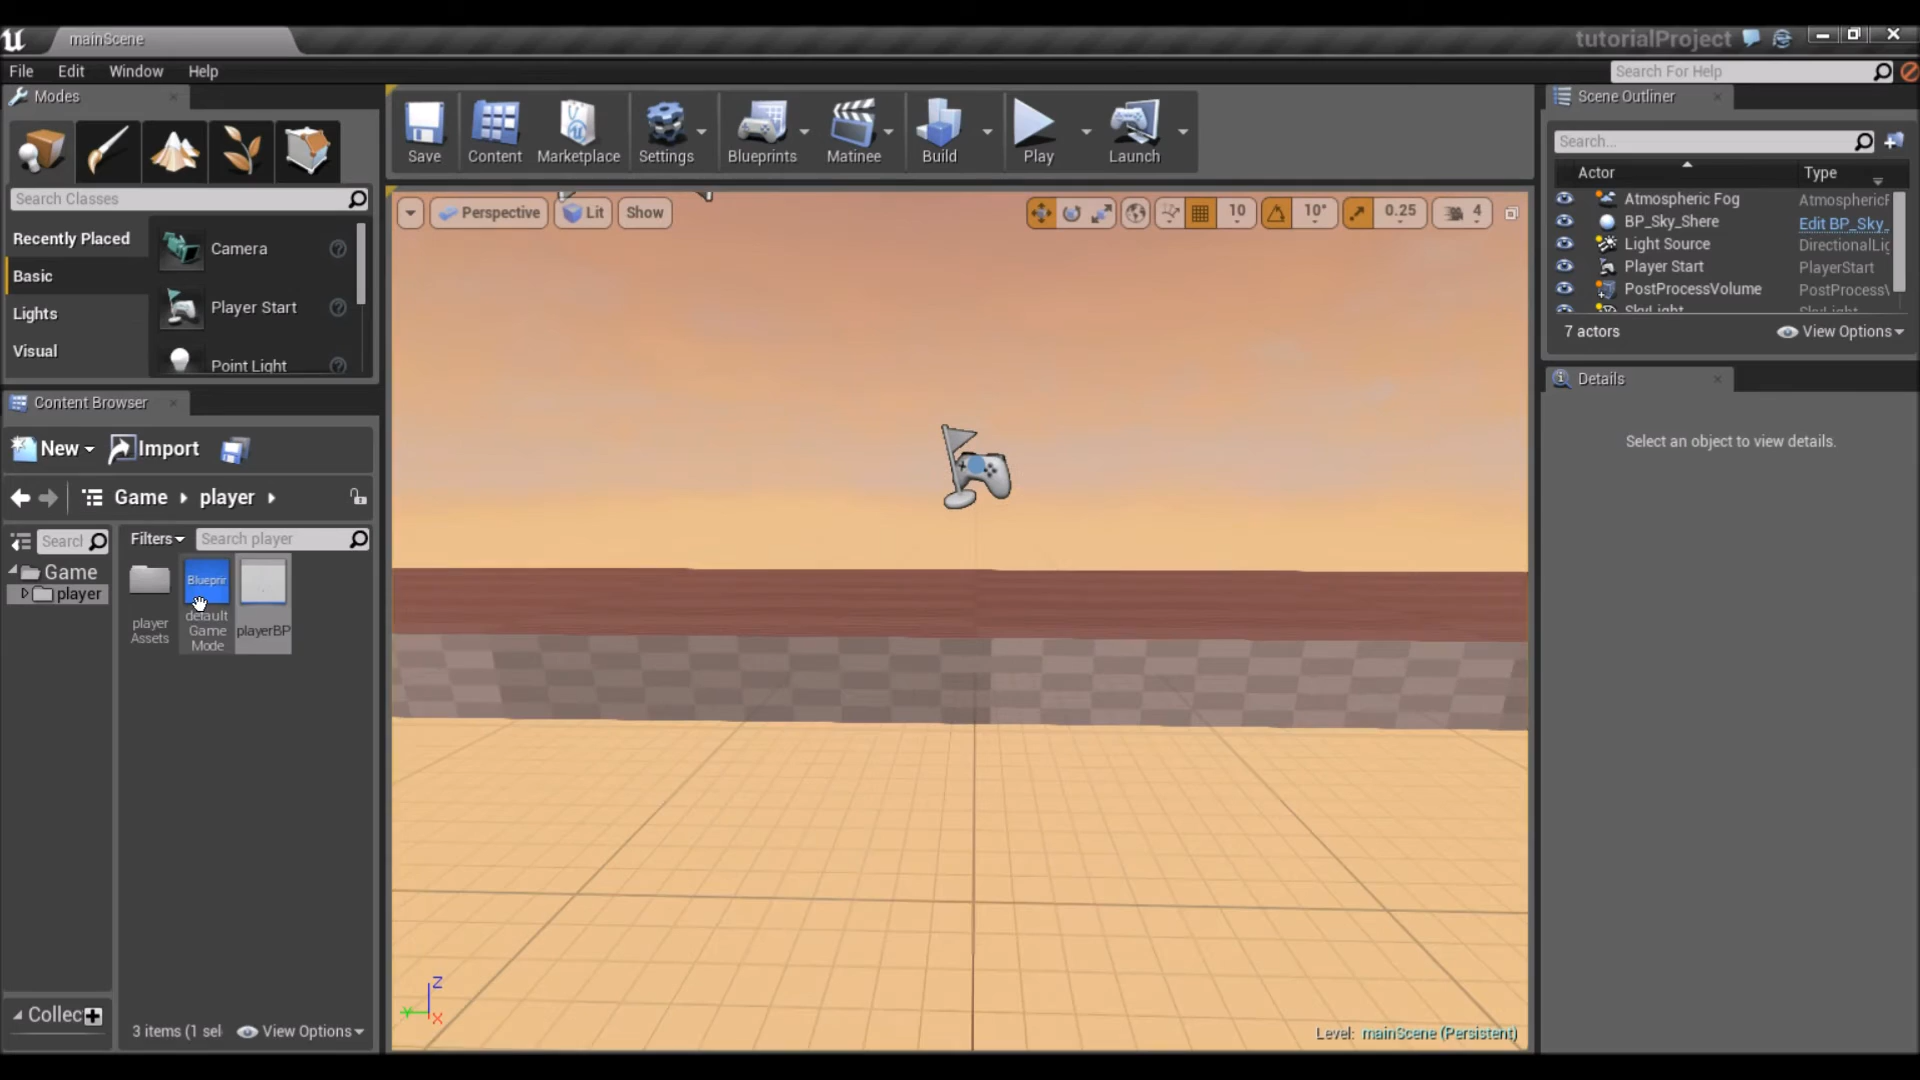 mainScene
tutorialProject
File Edit Window Help
Search For Help
Modes
Search Classes
Recently Placed
Basic
Lights
Visual
Camera
Player Start
Point Light
Content Browser
New Import
Game player
Filters
Search player
Game
player
player Assets
Blueprin
default Game Mode
playerBP
Collec
3 items (1 sel
View Options
Save Content Marketplace Settings Blueprints Matinee Build Play Launch
Perspective Lit Show
10 10° 0.25 4
Z
X
Level: mainScene (Persistent)
Scene Outliner
Search...
Actor Type
Atmospheric Fog
BP_Sky_Shere Edit BP_Sky_
Light Source DirectionalLig
Player Start PlayerStart
PostProcessVolume
7 actors View Options
Details
Select an object to view details.